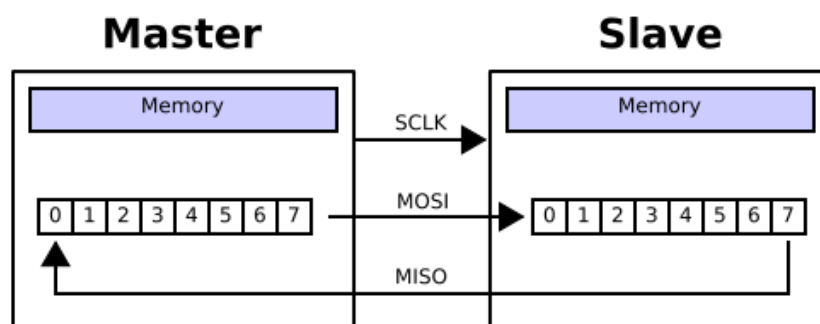 Master Slave
Memory Memory
SCLK
0 1 2 3 4 5 6 7 MOSI 0 1 2 3 4 5 6 7
MISO